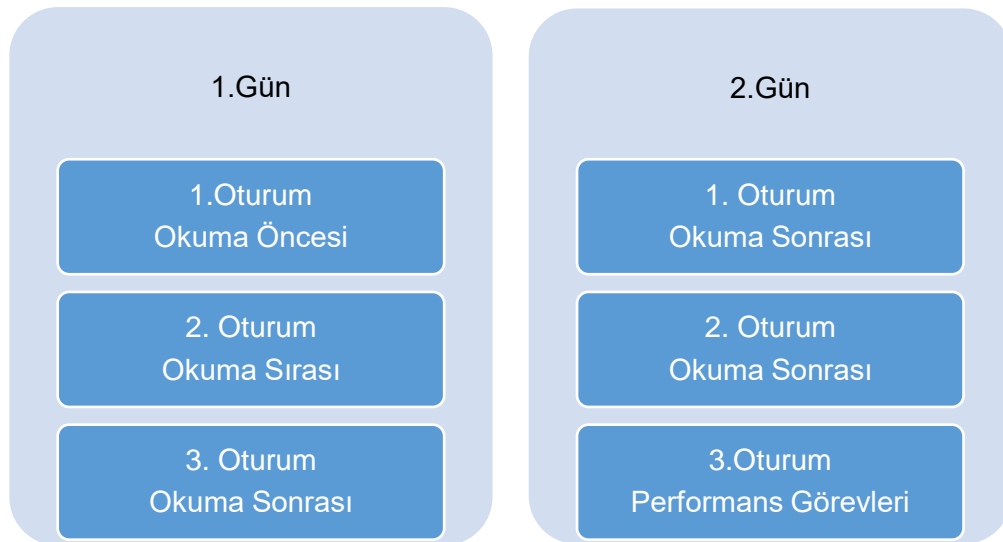 1.Gün
1.Oturum
Okuma Öncesi
2. Oturum
Okuma Sırası
3. Oturum
Okuma Sonrası
2.Gün
1. Oturum
Okuma Sonrası
2. Oturum
Okuma Sonrası
3.Oturum
Performans Görevleri